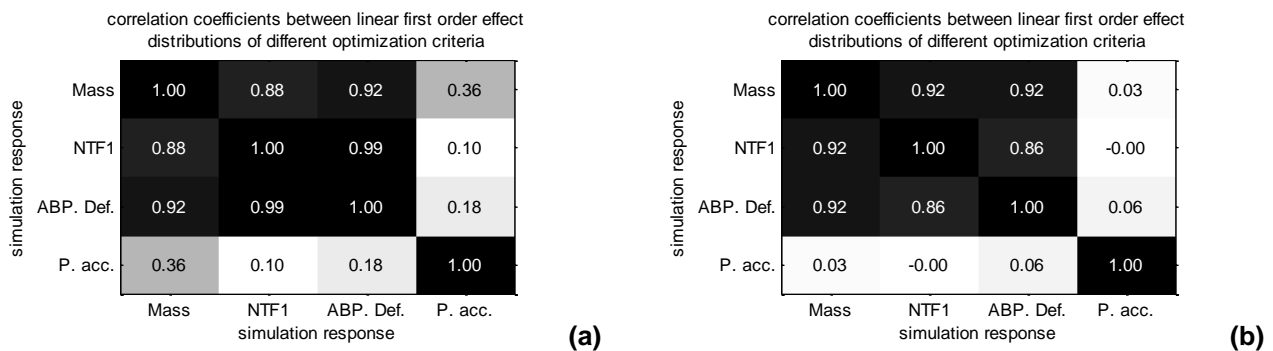 correlation coefficients between linear first order effect
distributions of different optimization criteria
simulation response
Mass 1.00 0.88 0.92 0.36
NTF1 0.88 1.00 0.99 0.10
ABP. Def. 0.92 0.99 1.00 0.18
P. acc. 0.36 0.10 0.18 1.00
Mass NTF1 ABP. Def. P. acc.
simulation response
(a)
correlation coefficients between linear first order effect
distributions of different optimization criteria
simulation response
Mass 1.00 0.92 0.92 0.03
NTF1 0.92 1.00 0.86 -0.00
ABP. Def. 0.92 0.86 1.00 0.06
P. acc. 0.03 -0.00 0.06 1.00
Mass NTF1 ABP. Def. P. acc.
simulation response
(b)